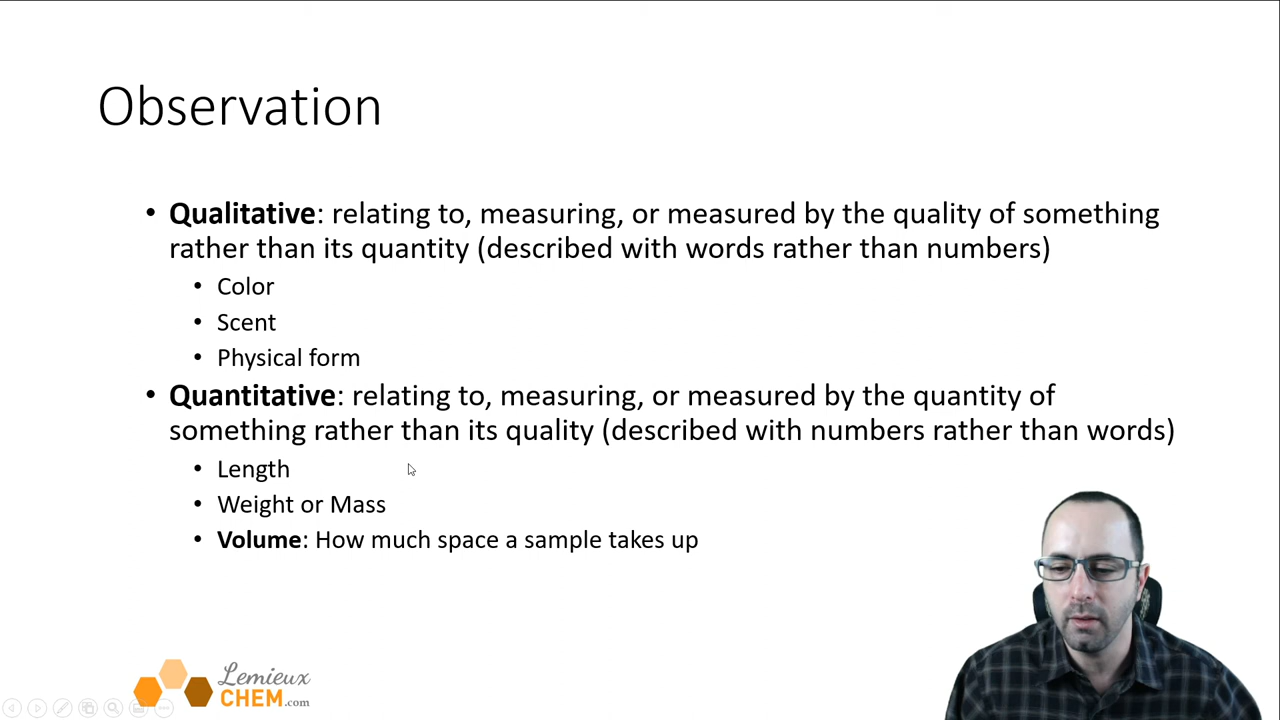 Observation
• Qualitative: relating to, measuring, or measured by the quality of something
rather than its quantity (described with words rather than numbers)
• Color
• Scent
• Physical form
• Quantitative: relating to, measuring, or measured by the quantity of
something rather than its quality (described with numbers rather than words)
• Length
• Weight or Mass
• Volume: How much space a sample takes up
Lemieux
CHEM.com